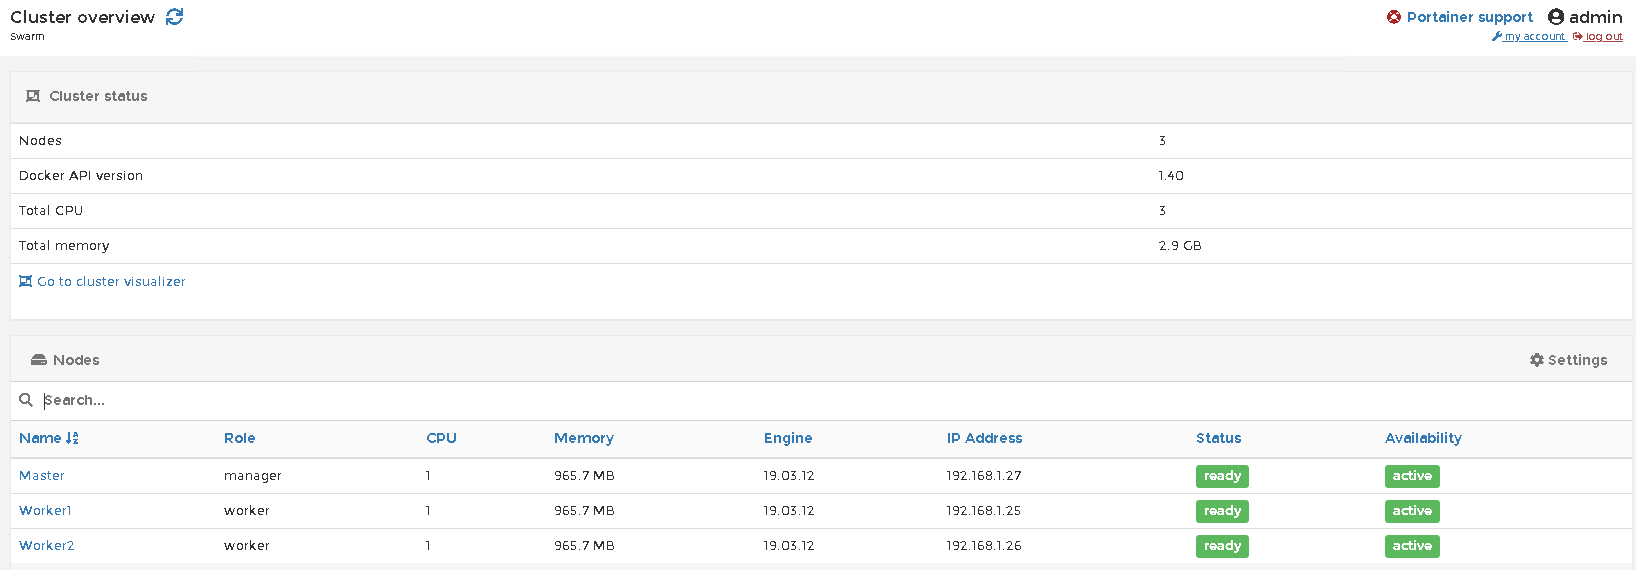 Cluster overview
Portainer support admin
Swarm
my account log out
Cluster status
Nodes 3
Docker API version 1.40
Total CPU 3
Total memory 2.9 GB
Go to cluster visualizer
Nodes Settings
Search...
Name Role CPU Memory Engine IP Address Status Availability
Master manager 1 965.7 MB 19.03.12 192.168.1.27 ready active
Worker1 worker 1 965.7 MB 19.03.12 192.168.1.25 ready active
Worker2 worker 1 965.7 MB 19.03.12 192.168.1.26 ready active